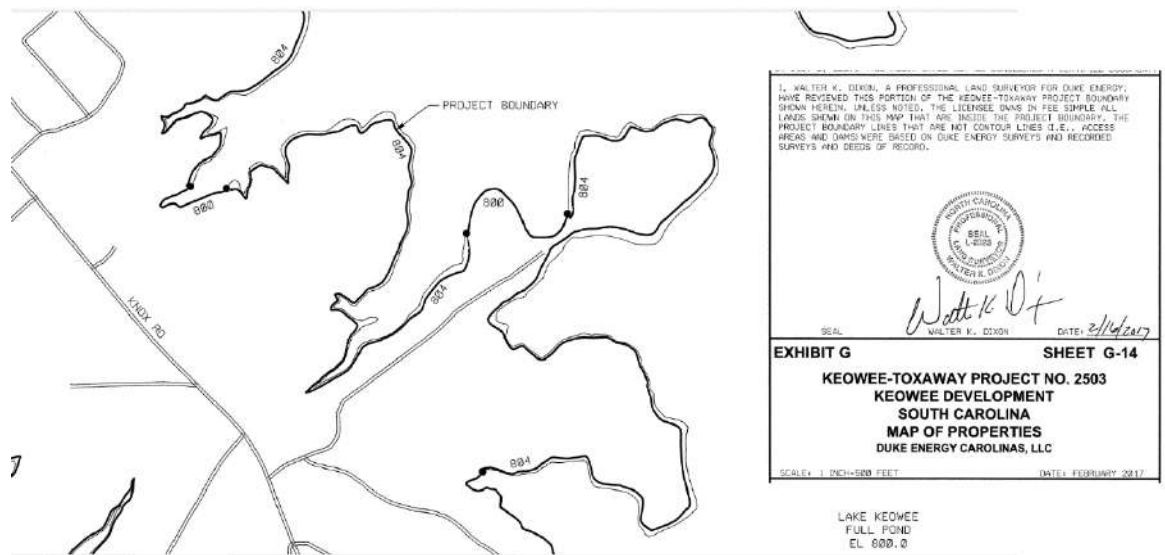 804
PROJECT BOUNDARY
804
800
800
804
804
KNOX RD
804
I, WALTER K. DIXON, A PROFESSIONAL LAND SURVEYOR FOR DUKE ENERGY,
HAVE REVIEWED THIS PORTION OF THE KEOWEE-TOXAWAY PROJECT BOUNDARY
SHOWN HEREIN. UNLESS NOTED, THE LICENSEE OWNS IN FEE SIMPLE ALL
LANDS SHOWN ON THIS MAP THAT ARE INSIDE THE PROJECT BOUNDARY. THE
PROJECT BOUNDARY LINES THAT ARE NOT CONTOUR LINES (I.E., ACCESS
AREAS AND DAMS) WERE BASED ON DUKE ENERGY SURVEYS AND RECORDED
SURVEYS AND DEEDS OF RECORD.
NORTH CAROLINA
PROFESSIONAL
SEAL
LAND SURVEYOR
WALTER K. DIXON
SEAL
WALTER K. DIXON
DATE: 2/16/2017
EXHIBIT G
SHEET G-14
KEOWEE-TOXAWAY PROJECT NO. 2503
KEOWEE DEVELOPMENT
SOUTH CAROLINA
MAP OF PROPERTIES
DUKE ENERGY CAROLINAS, LLC
SCALE: 1 INCH=500 FEET
DATE: FEBRUARY 2017
LAKE KEOWEE
FULL POND
EL 800.0